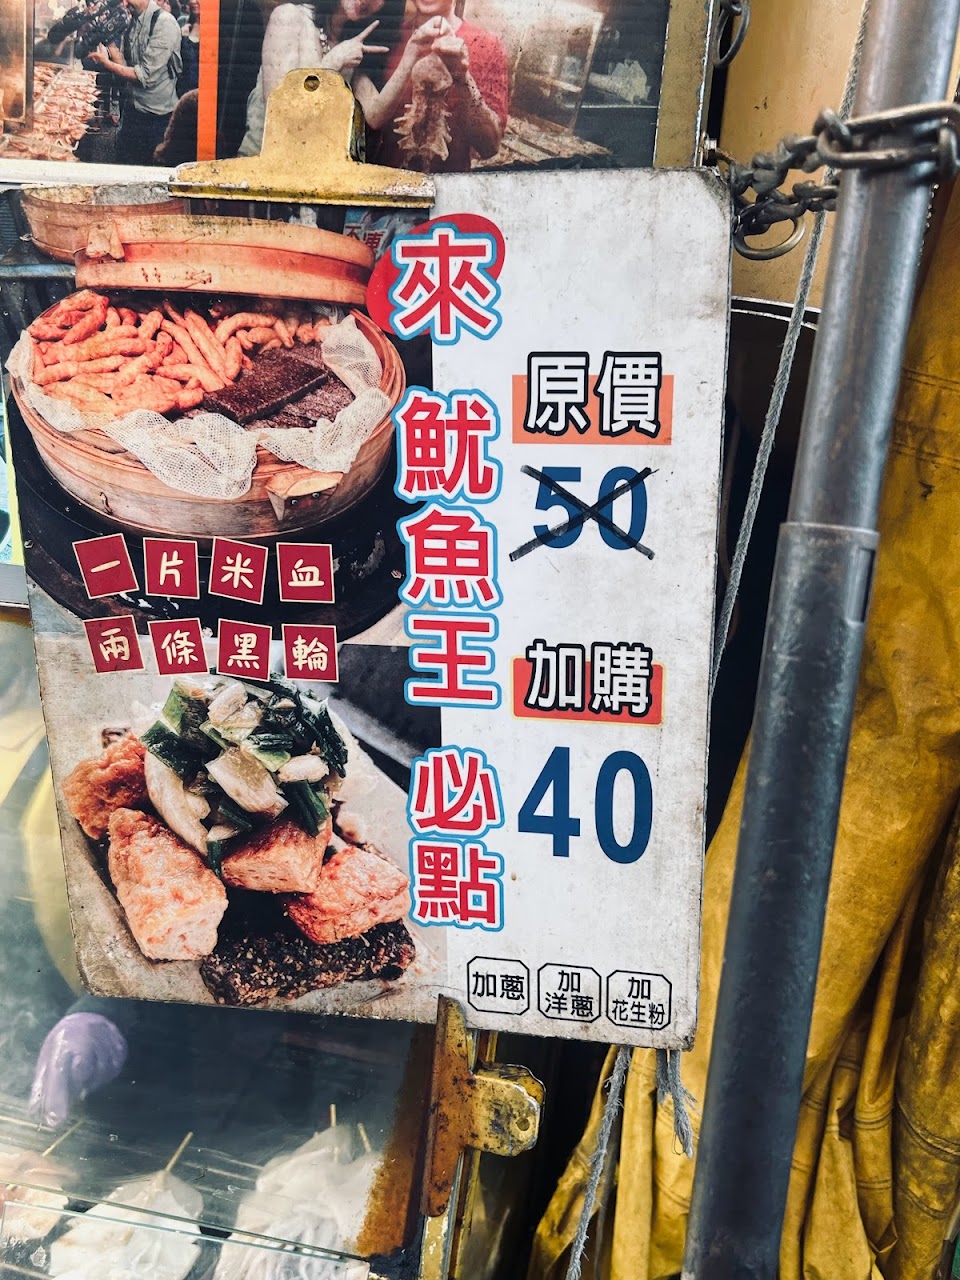 來 魷魚王 必點
原價
50
加購
40
一片米血
兩條黑輪
加蔥
加洋蔥
加花生粉